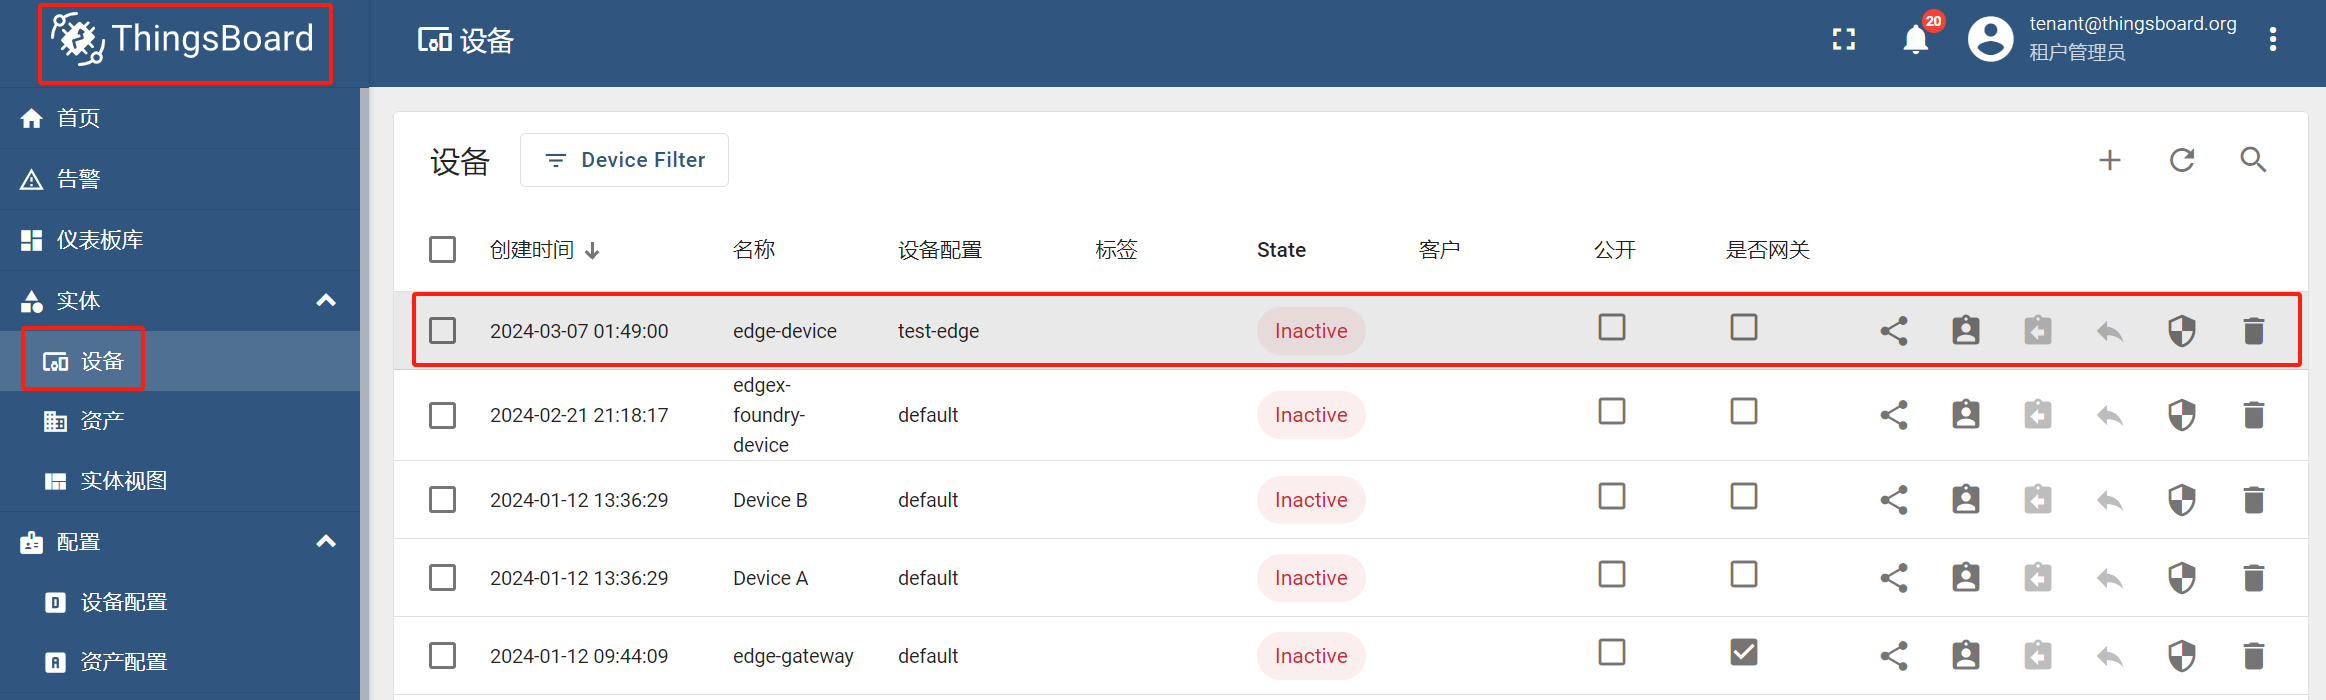 ThingsBoard
设备
20
tenant@thingsboard.org
租户管理员
首页
告警
仪表板库
实体
设备
资产
实体视图
配置
设备配置
资产配置
设备
Device Filter
创建时间 名称 设备配置 标签 State 客户 公开 是否网关
2024-03-07 01:49:00 edge-device test-edge Inactive
2024-02-21 21:18:17 edgex-
foundry-
device default Inactive
2024-01-12 13:36:29 Device B default Inactive
2024-01-12 13:36:29 Device A default Inactive
2024-01-12 09:44:09 edge-gateway default Inactive